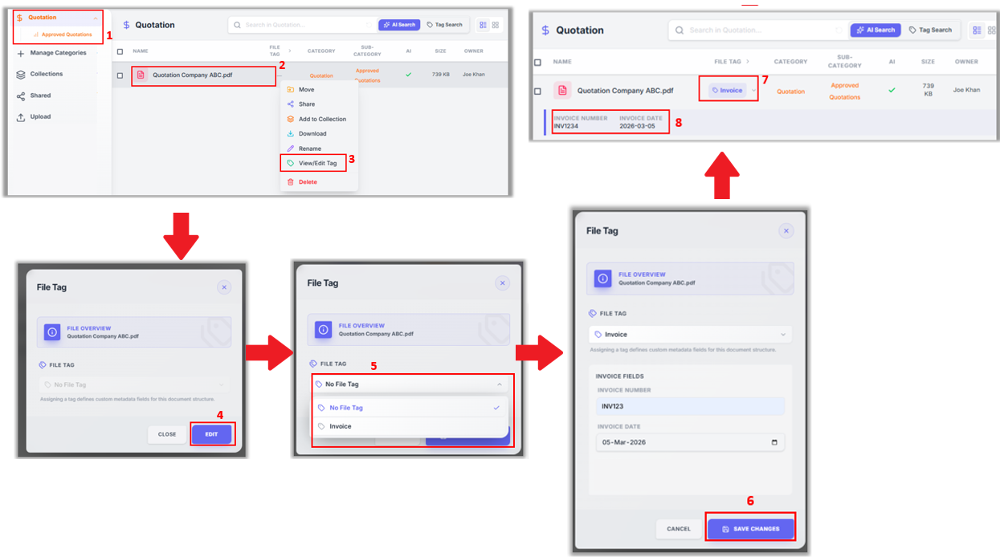 Quotation
Approved Quotations
1
Manage Categories
Collections
Shared
Upload
Quotation
Search in Quotation...
AI Search
Tag Search
NAME
FILE TAG
CATEGORY
SUB-CATEGORY
AI
SIZE
OWNER
2
Quotation Company ABC.pdf
Quotation
Approved Quotations
739 KB
Joe Khan
Move
Share
Add to Collection
Download
Rename
View/Edit Tag
3
Delete
File Tag
FILE OVERVIEW
Quotation Company ABC.pdf
FILE TAG
No File Tag
Assigning a tag defines custom metadata fields for this document structure.
4
CLOSE
EDIT
File Tag
FILE OVERVIEW
Quotation Company ABC.pdf
FILE TAG
5
No File Tag
No File Tag
Invoice
File Tag
FILE OVERVIEW
Quotation Company ABC.pdf
FILE TAG
Invoice
Assigning a tag defines custom metadata fields for this document structure.
INVOICE FIELDS
INVOICE NUMBER
INV123
INVOICE DATE
05-Mar-2026
6
CANCEL
SAVE CHANGES
Quotation
Search in Quotation...
AI Search
Tag Search
NAME
FILE TAG
CATEGORY
SUB-CATEGORY
AI
SIZE
OWNER
Quotation Company ABC.pdf
Invoice
7
Quotation
Approved Quotations
739 KB
Joe Khan
INVOICE NUMBER
INVOICE DATE
INV1234
2026-03-05
8